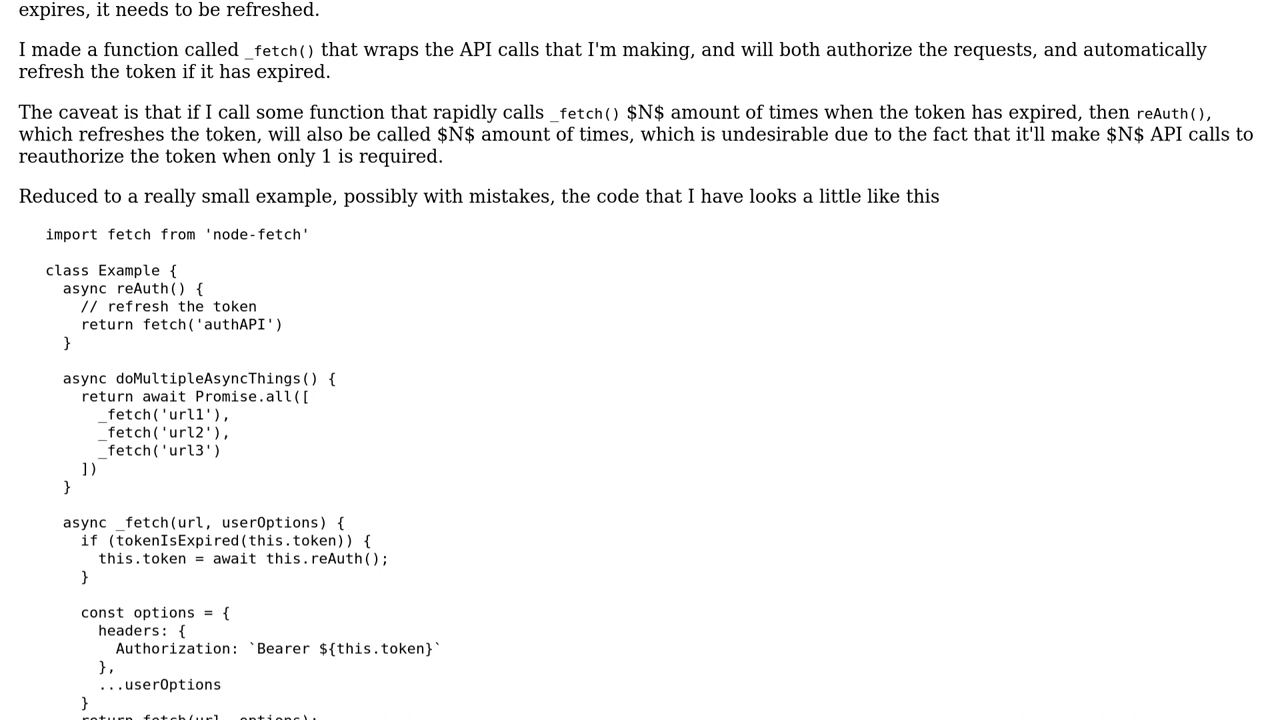 expires, it needs to be refreshed.
I made a function called _fetch() that wraps the API calls that I'm making, and will both authorize the requests, and automatically
refresh the token if it has expired.
The caveat is that if I call some function that rapidly calls _fetch() $N$ amount of times when the token has expired, then reAuth(),
which refreshes the token, will also be called $N$ amount of times, which is undesirable due to the fact that it'll make $N$ API calls to
reauthorize the token when only 1 is required.
Reduced to a really small example, possibly with mistakes, the code that I have looks a little like this
import fetch from 'node-fetch'
class Example {
  async reAuth() {
    // refresh the token
    return fetch('authAPI')
  }
  async doMultipleAsyncThings() {
    return await Promise.all([
      _fetch('url1'),
      _fetch('url2'),
      _fetch('url3')
    ])
  }
  async _fetch(url, userOptions) {
    if (tokenIsExpired(this.token)) {
      this.token = await this.reAuth();
    }
    const options = {
      headers: {
        Authorization: `Bearer ${this.token}`
      },
      ...userOptions
    }
    return fetch(url, options);